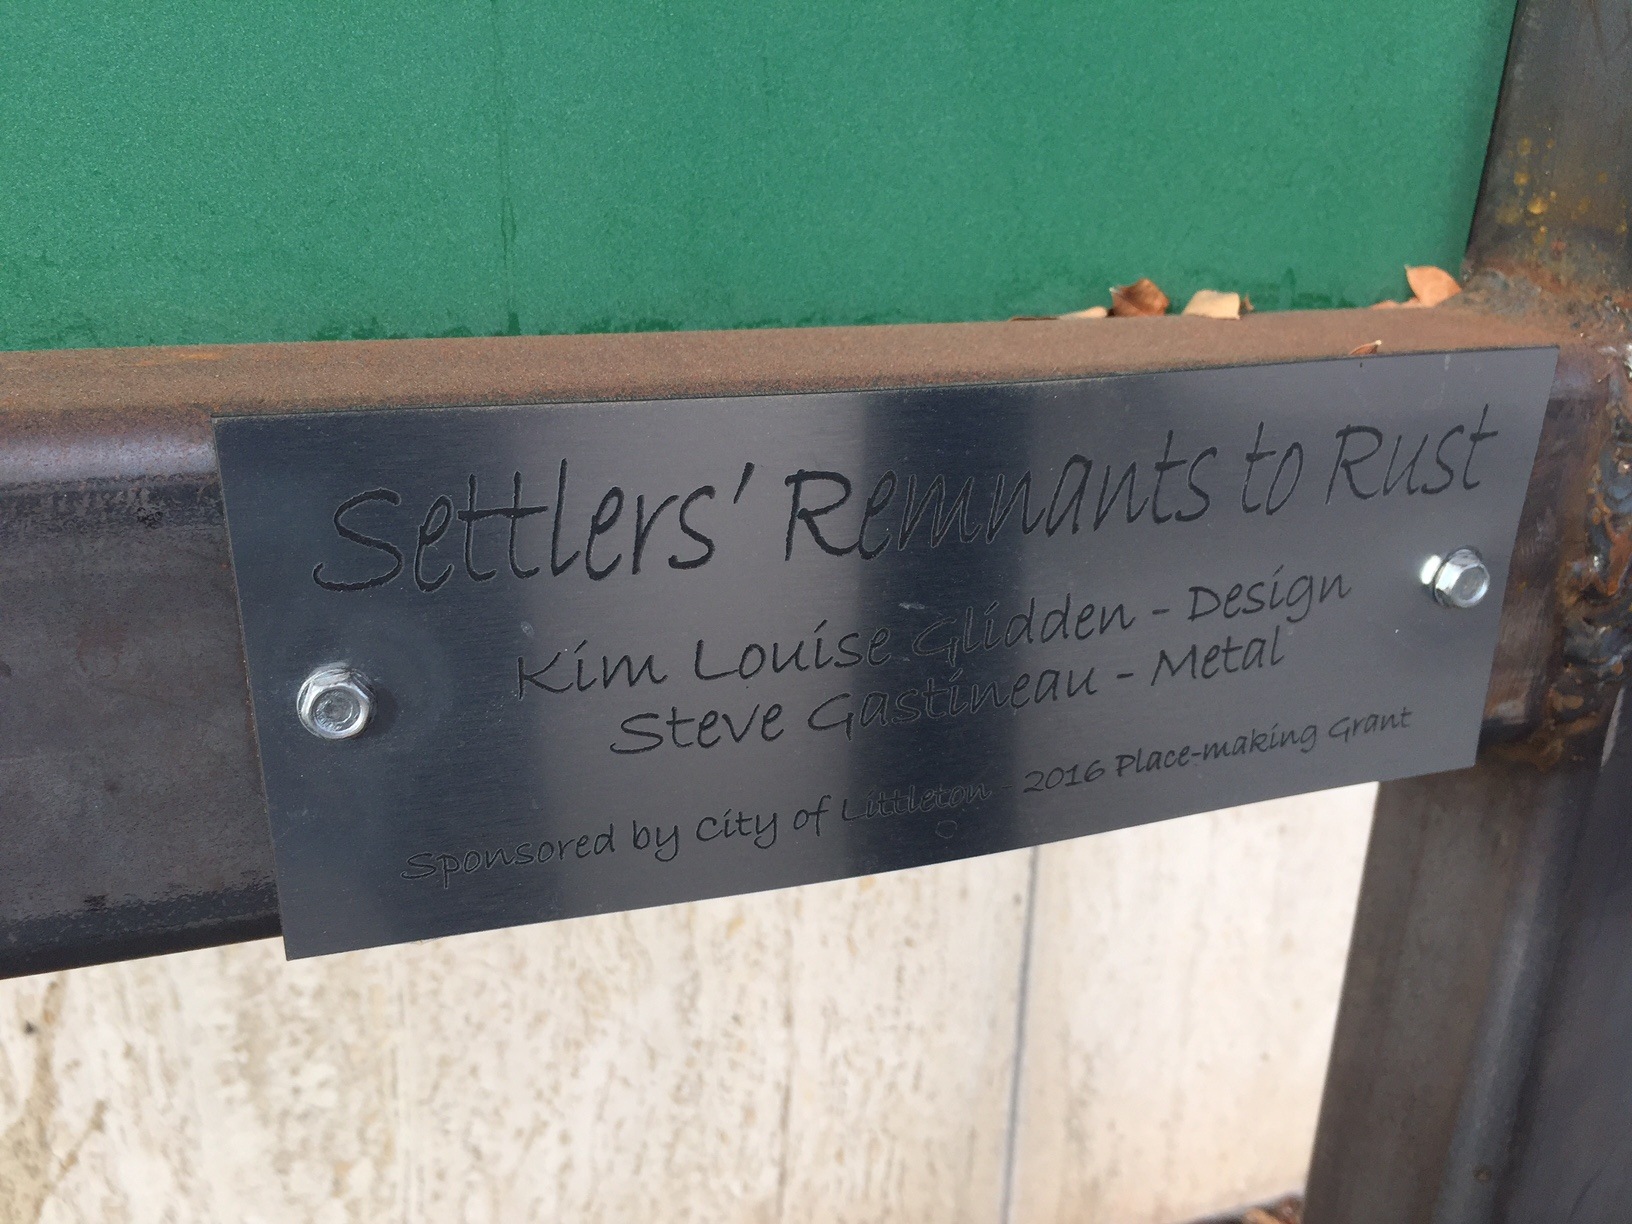 Settlers' Remnants to Rust
Kim Louise Glidden - Design
Steve Gastineau - Metal
Sponsored by City of Littleton - 2016 Place-making Grant